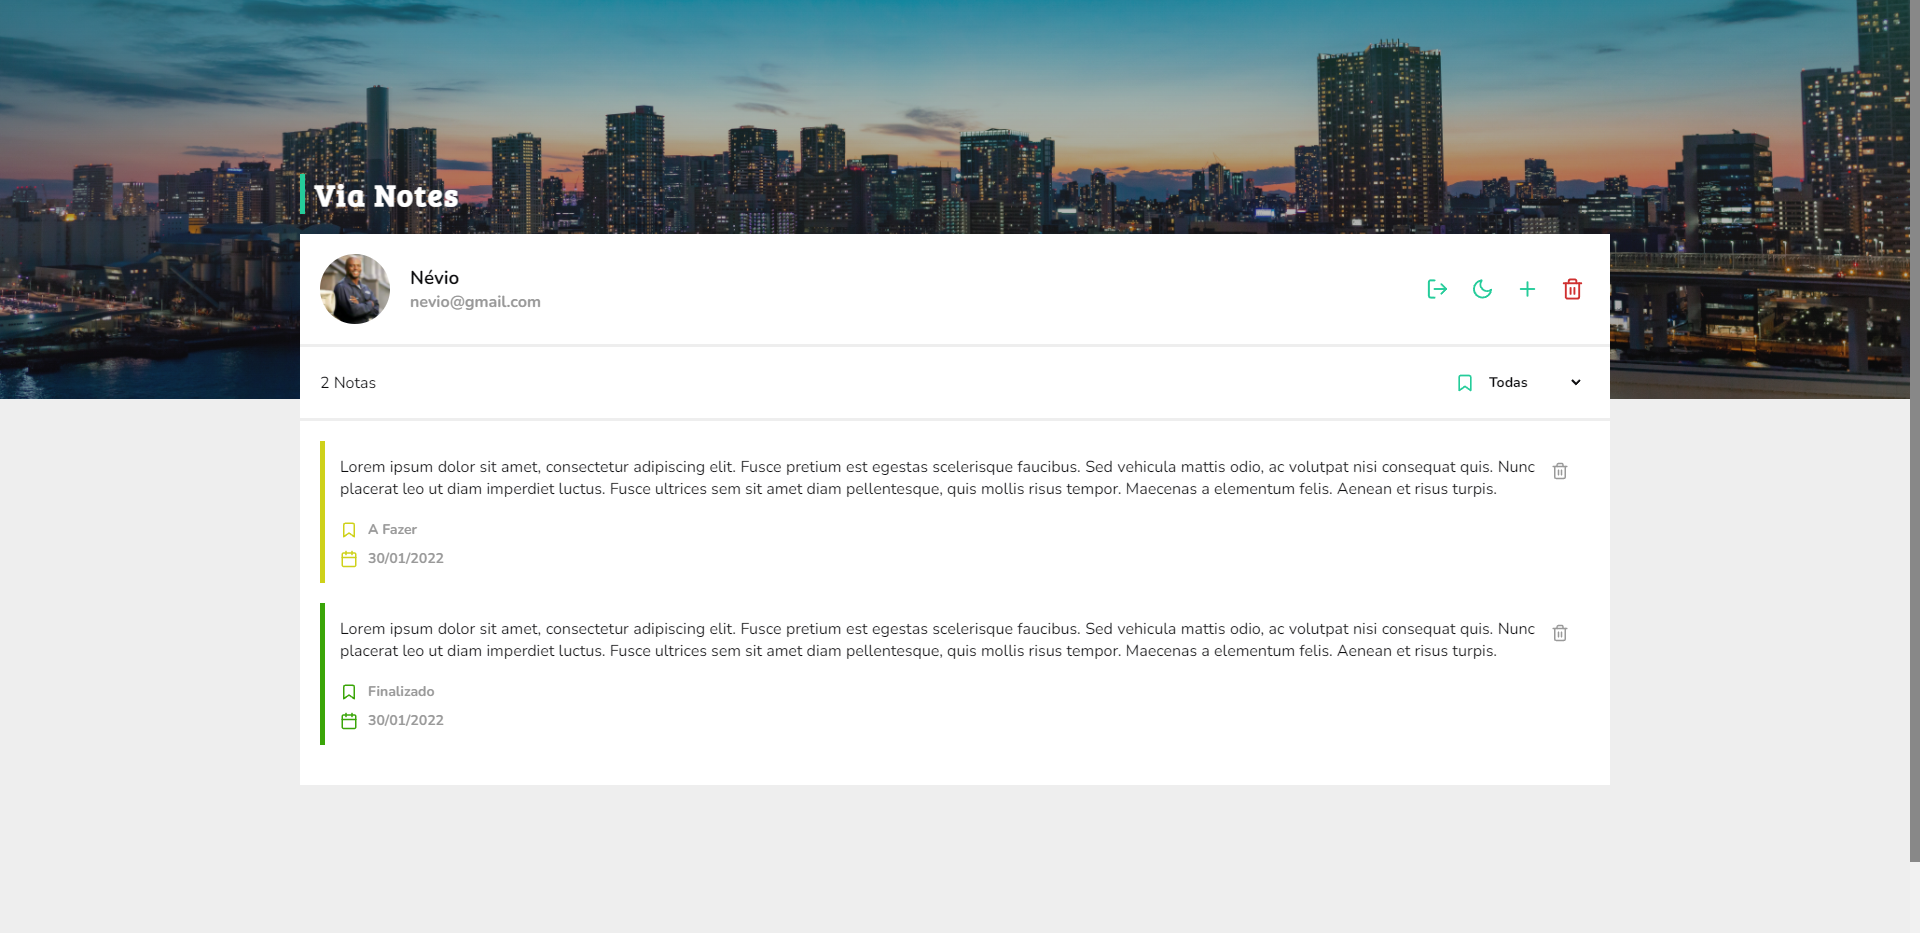 Via Notes
Névio
nevio@gmail.com
2 Notas
Todas
Lorem ipsum dolor sit amet, consectetur adipiscing elit. Fusce pretium est egestas scelerisque faucibus. Sed vehicula mattis odio, ac volutpat nisi consequat quis. Nunc
placerat leo ut diam imperdiet luctus. Fusce ultrices sem sit amet diam pellentesque, quis mollis risus tempor. Maecenas a elementum felis. Aenean et risus turpis.
A Fazer
30/01/2022
Lorem ipsum dolor sit amet, consectetur adipiscing elit. Fusce pretium est egestas scelerisque faucibus. Sed vehicula mattis odio, ac volutpat nisi consequat quis. Nunc
placerat leo ut diam imperdiet luctus. Fusce ultrices sem sit amet diam pellentesque, quis mollis risus tempor. Maecenas a elementum felis. Aenean et risus turpis.
Finalizado
30/01/2022